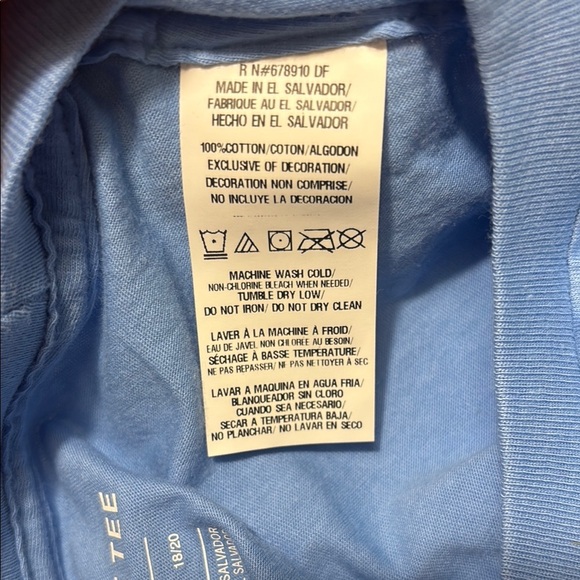 R N#678910 DF
MADE IN EL SALVADOR/
FABRIQUE AU EL SALVADOR/
HECHO EN EL SALVADOR
100%COTTON/COTON/ALGODON
EXCLUSIVE OF DECORATION/
DECORATION NON COMPRISE/
NO INCLUYE LA DECORACION
MACHINE WASH COLD/
NON-CHLORINE BLEACH WHEN NEEDED/
TUMBLE DRY LOW/
DO NOT IRON/ DO NOT DRY CLEAN
LAVER À LA MACHINE À FROID/
EAU DE JAVEL NON CLOREE AU BESOIN/
SÉCHAGE À BASSE TEMPERATURE/
NE PAS REPASSER/ NE PAS NETTOYER À SEC
LAVAR A MAQUINA EN AGUA FRIA/
BLANQUEADOR SIN CLORO
CUANDO SEA NECESARIO/
SECAR A TEMPERATURA BAJA/
NO PLANCHAR/ NO LAVAR EN SECO
TEE
18/20
SALVADOR
SALVADOR